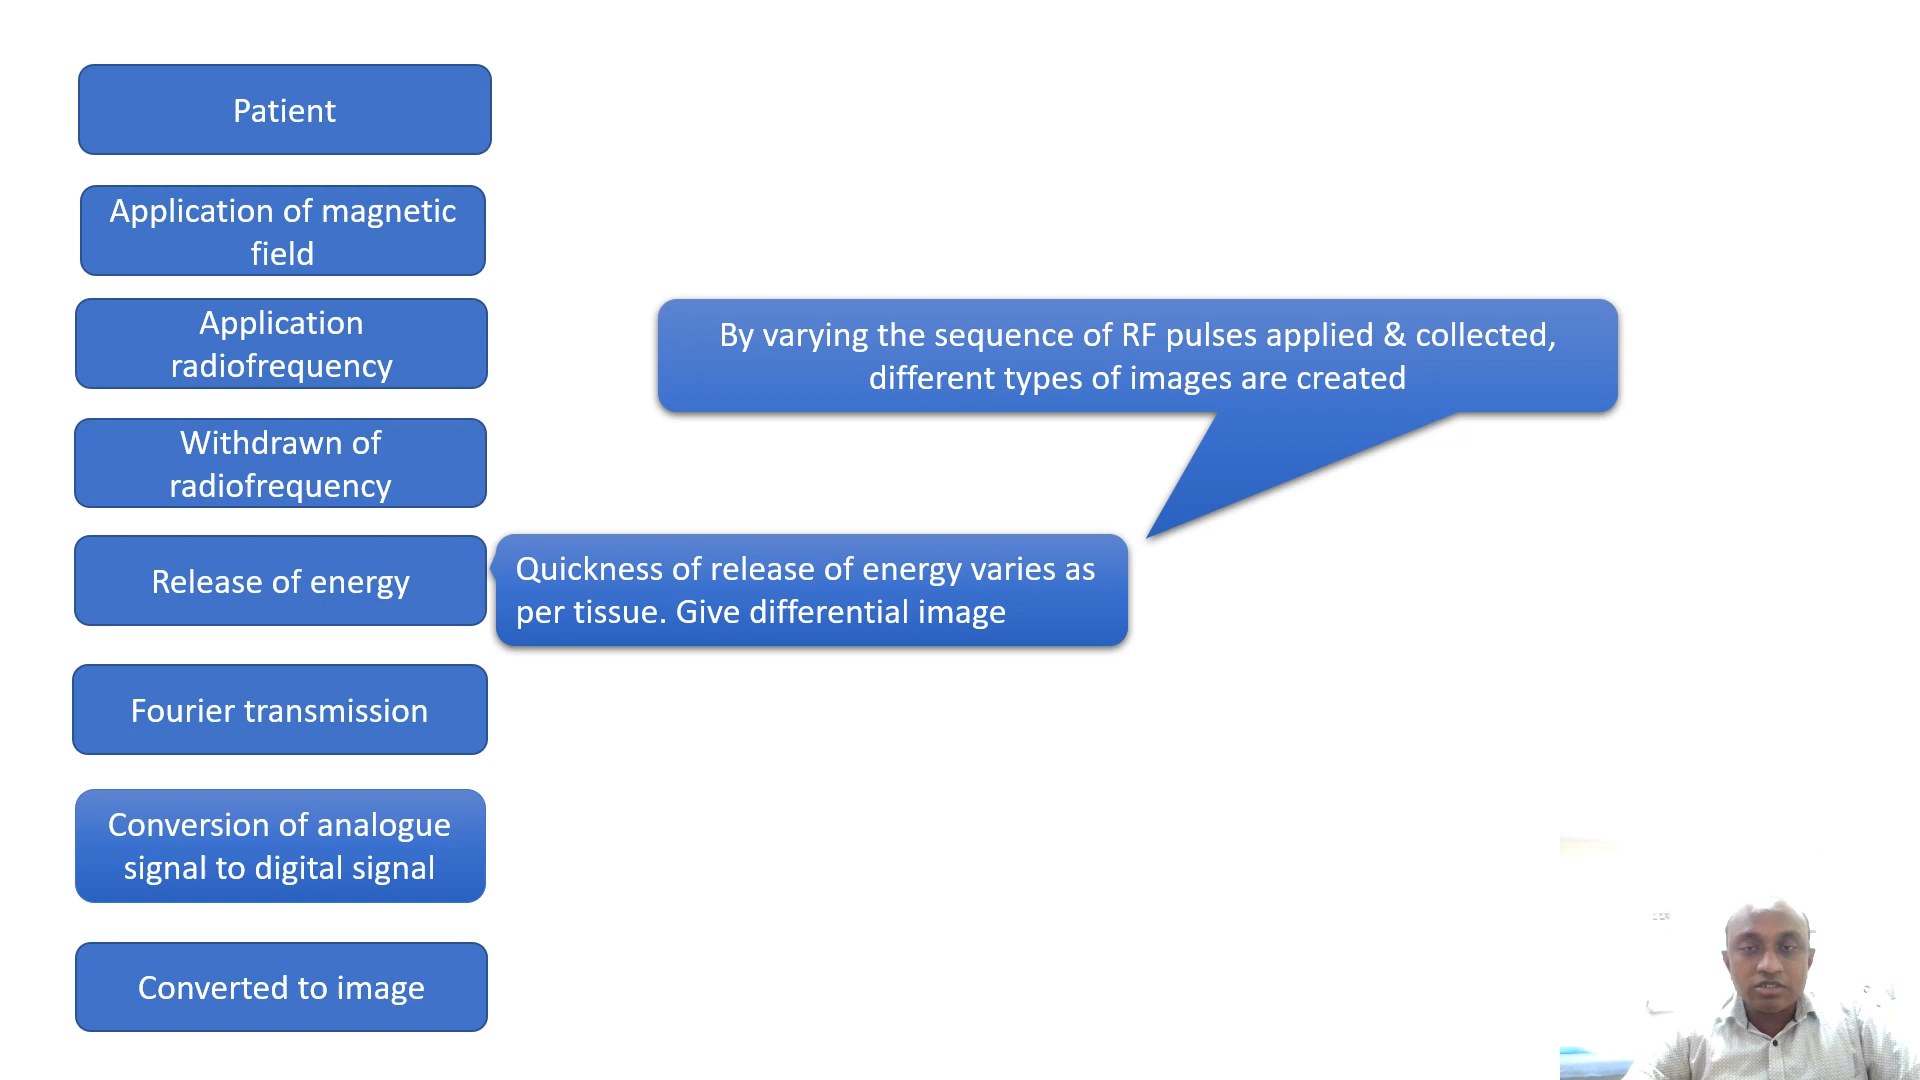 Patient
Application of magnetic
field
Application
radiofrequency
By varying the sequence of RF pulses applied & collected,
different types of images are created
Withdrawn of
radiofrequency
Release of energy
Quickness of release of energy varies as
per tissue. Give differential image
Fourier transmission
Conversion of analogue
signal to digital signal
Converted to image